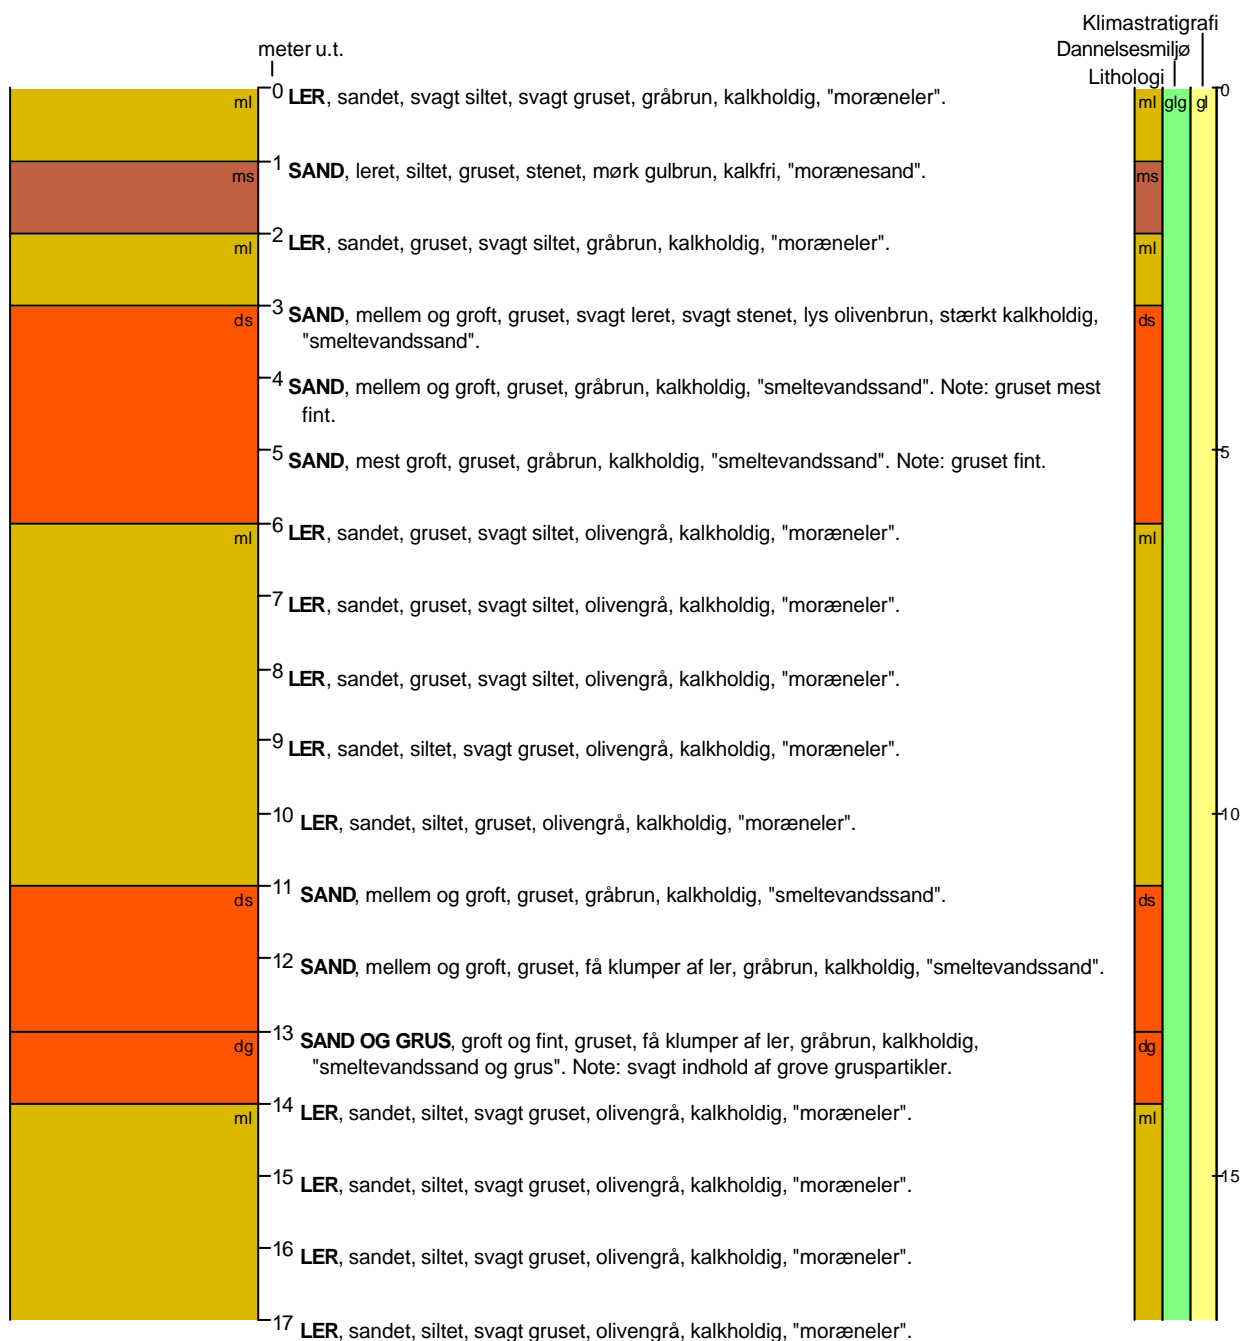 Klimastratigrafi
meter u.t. Dannelsesmiljø
Lithologi
ml 0 LER, sandet, svagt siltet, svagt gruset, gråbrun, kalkholdig, "moræneler". ml glg gl 0
ms 1 SAND, leret, siltet, gruset, stenet, mørk gulbrun, kalkfri, "morænesand". ms
ml 2 LER, sandet, gruset, svagt siltet, gråbrun, kalkholdig, "moræneler". ml
ds 3 SAND, mellem og groft, gruset, svagt leret, svagt stenet, lys olivenbrun, stærkt kalkholdig, ds
"smeltevandssand".
4 SAND, mellem og groft, gruset, gråbrun, kalkholdig, "smeltevandssand". Note: gruset mest
fint.
5 SAND, mest groft, gruset, gråbrun, kalkholdig, "smeltevandssand". Note: gruset fint. 5
ml 6 LER, sandet, gruset, svagt siltet, olivengrå, kalkholdig, "moræneler". ml
7 LER, sandet, gruset, svagt siltet, olivengrå, kalkholdig, "moræneler".
8 LER, sandet, gruset, svagt siltet, olivengrå, kalkholdig, "moræneler".
9 LER, sandet, siltet, svagt gruset, olivengrå, kalkholdig, "moræneler".
10 LER, sandet, siltet, gruset, olivengrå, kalkholdig, "moræneler". 10
ds 11 SAND, mellem og groft, gruset, gråbrun, kalkholdig, "smeltevandssand". ds
12 SAND, mellem og groft, gruset, få klumper af ler, gråbrun, kalkholdig, "smeltevandssand".
dg 13 SAND OG GRUS, groft og fint, gruset, få klumper af ler, gråbrun, kalkholdig, dg
"smeltevandssand og grus". Note: svagt indhold af grove gruspartikler.
ml 14 LER, sandet, siltet, svagt gruset, olivengrå, kalkholdig, "moræneler". ml
15 LER, sandet, siltet, svagt gruset, olivengrå, kalkholdig, "moræneler". 15
16 LER, sandet, siltet, svagt gruset, olivengrå, kalkholdig, "moræneler".
17 LER, sandet, siltet, svagt gruset, olivengrå, kalkholdig, "moræneler".